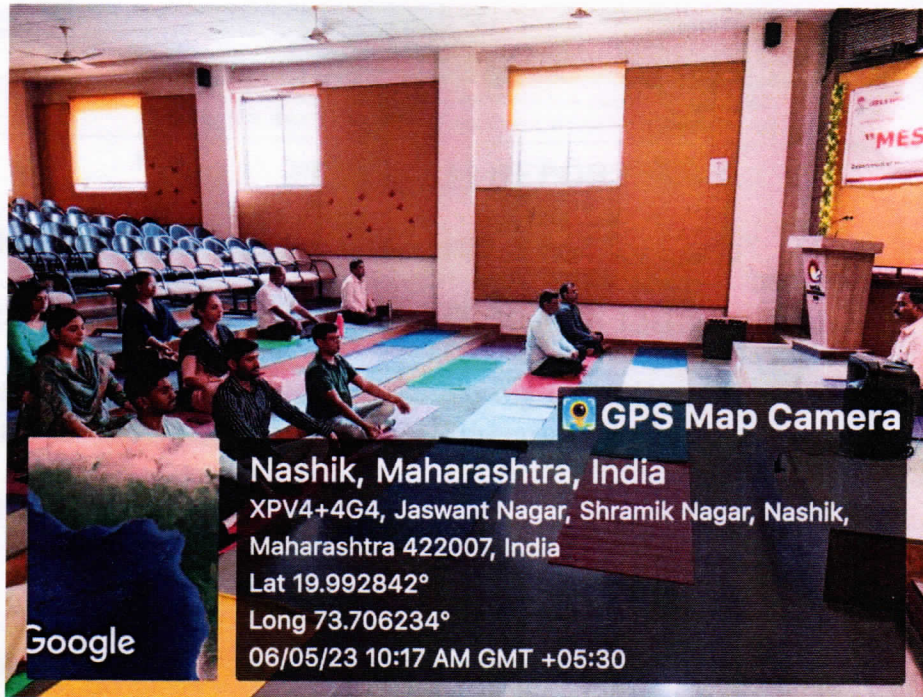 "MES
GPS Map Camera
Nashik, Maharashtra, India
XPV4+4G4, Jaswant Nagar, Shramik Nagar, Nashik,
Maharashtra 422007, India
Lat 19.992842°
Long 73.706234°
06/05/23 10:17 AM GMT +05:30
Google